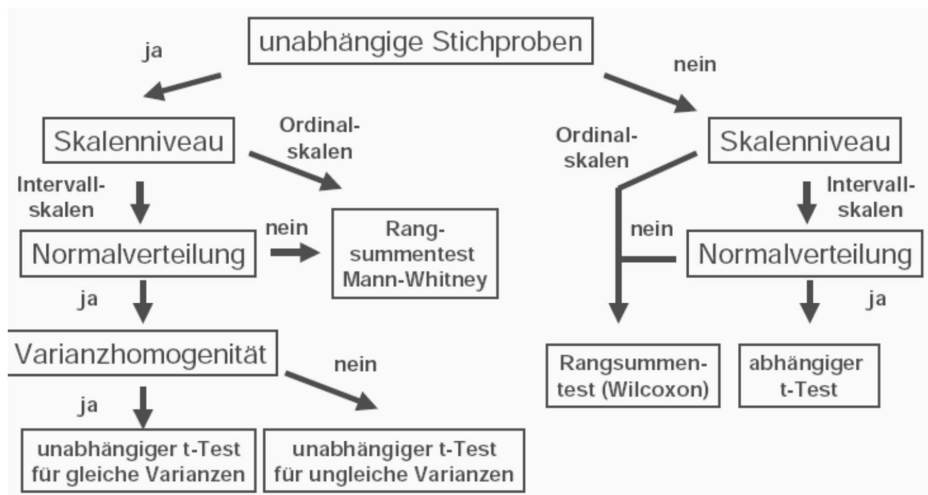 unabhängige Stichproben
ja
nein
Skalenniveau
Ordinal-
skalen
Ordinal-
skalen
Skalenniveau
Intervall-
skalen
Intervall-
skalen
Normalverteilung
nein
Rang-
summentest
Mann-Whitney
nein
Normalverteilung
ja
ja
Varianzhomogenität
nein
Rangsummen-
test (Wilcoxon)
abhängiger
t-Test
ja
unabhängiger t-Test
für gleiche Varianzen
unabhängiger t-Test
für ungleiche Varianzen